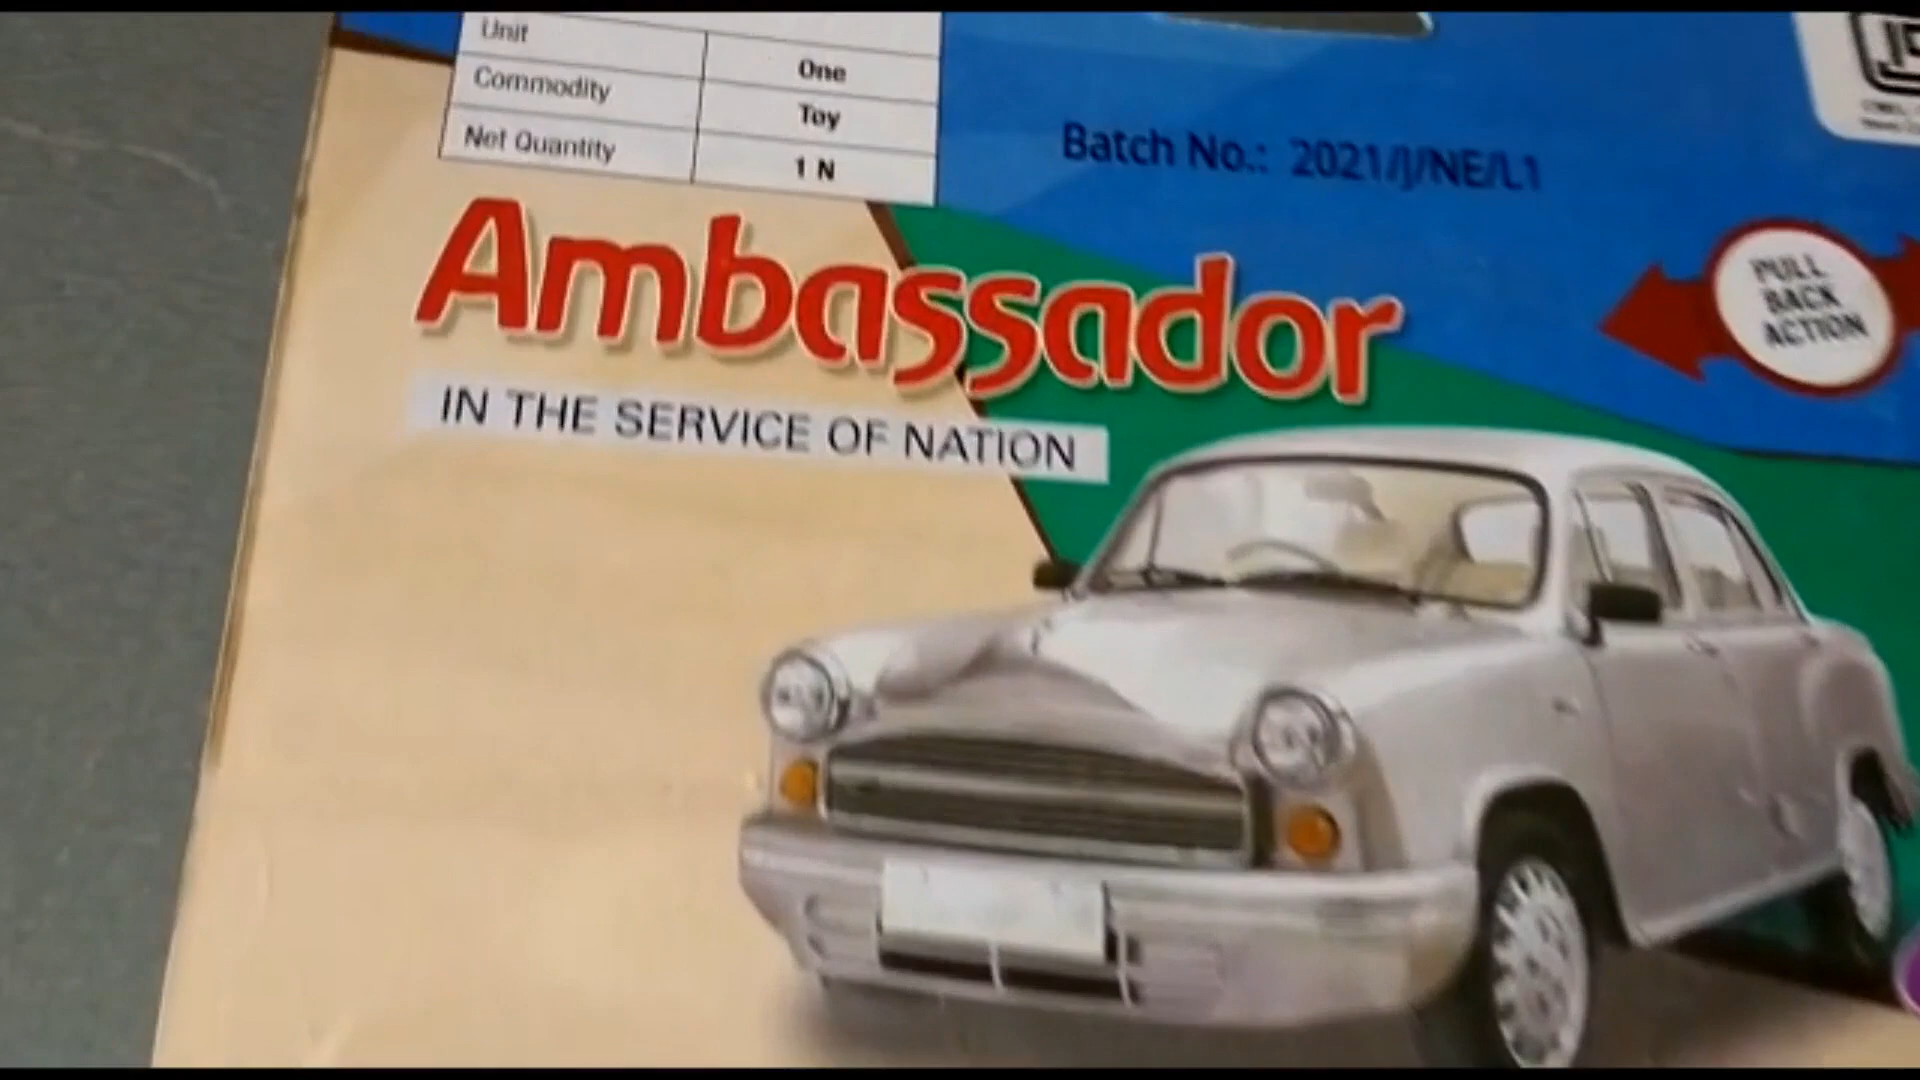 Unit One
Commodity Toy
Net Quantity 1 N
Batch No.: 2021/J/NE/L1
Ambassador
IN THE SERVICE OF NATION
PULL
BACK
ACTION